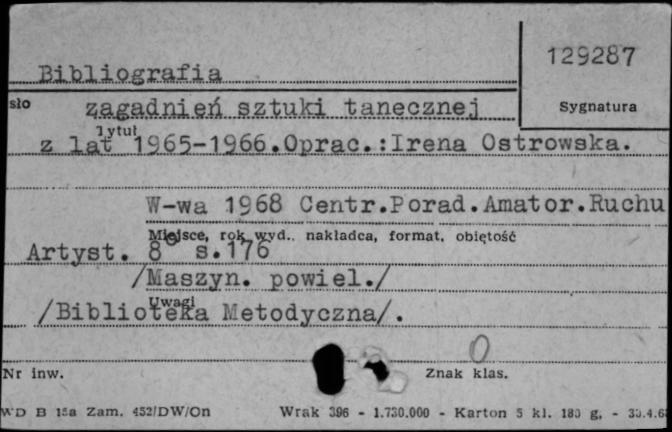 129287
Bibliografia
sło zagadnień sztuki tanecznej
Sygnatura
Tytuł
z lat 1965-1966.Oprac.:Irena Ostrowska.
W-wa 1968 Centr.Porad.Amator.Ruchu
Miejsce, rok wyd., nakładca, format, objętość
Artyst. 8° s.176
/Maszyn. powiel./
Uwagi
/Biblioteka Metodyczna/.
0
Nr inw.
Znak klas.
WD B 15a Zam. 452/DW/On Wrak 396 - 1.730.000 - Karton 5 kl. 180 g. -